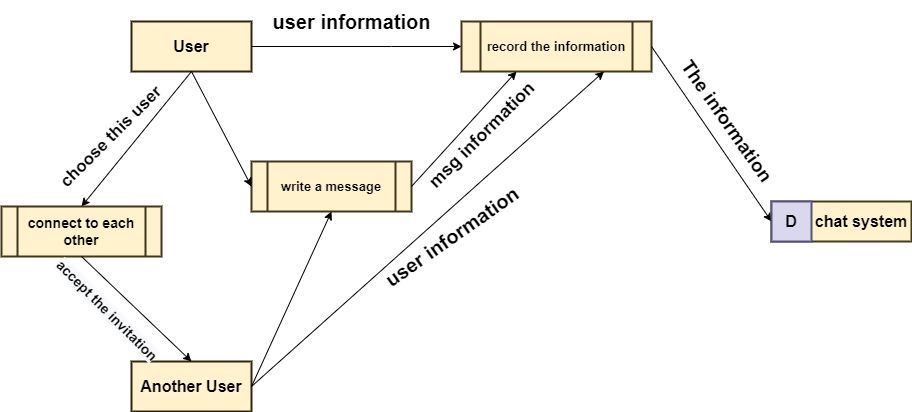 user information
User
record the information
The information
choose this user
msg information
write a message
connect to each
other
user information
D
chat system
accept the invitation
Another User